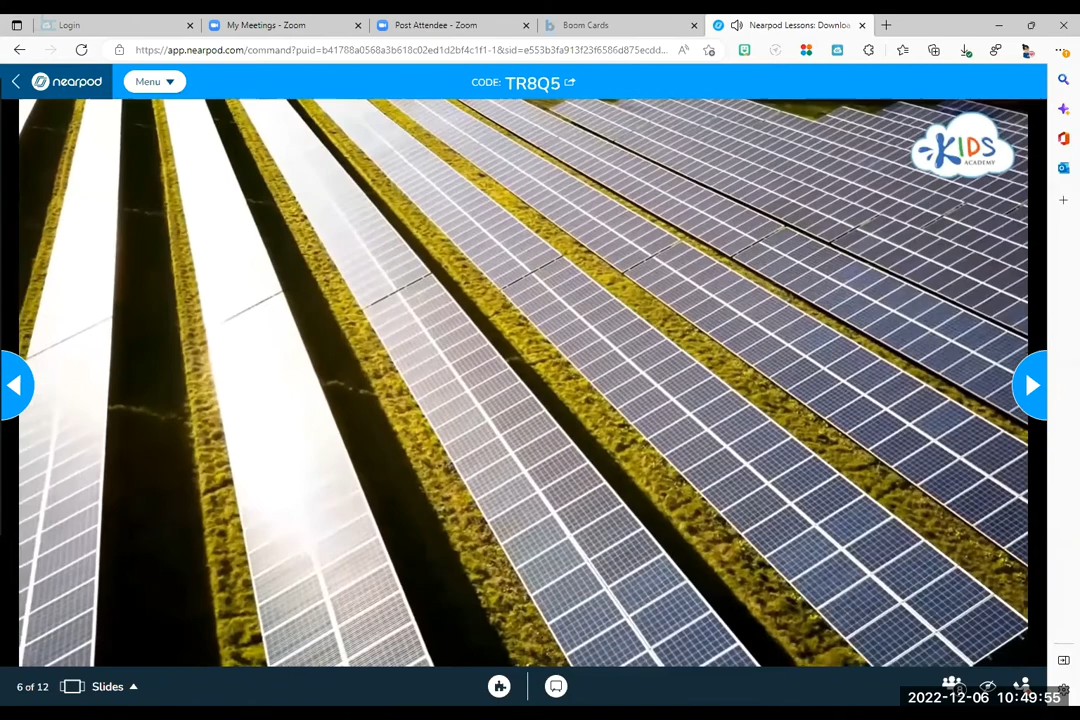 Login
My Meetings - Zoom
Post Attendee - Zoom
Boom Cards
Nearpod Lessons: Downloa
https://app.nearpod.com/command?puid=b41788a0568a3b618c02ed1d2bf4c1f1-1&sid=e553b3fa913f23f6586d875ecdd...
nearpod
Menu
CODE: TR8Q5
KIDS
ACADEMY
6 of 12
Slides
2022-12-06 10:49:55